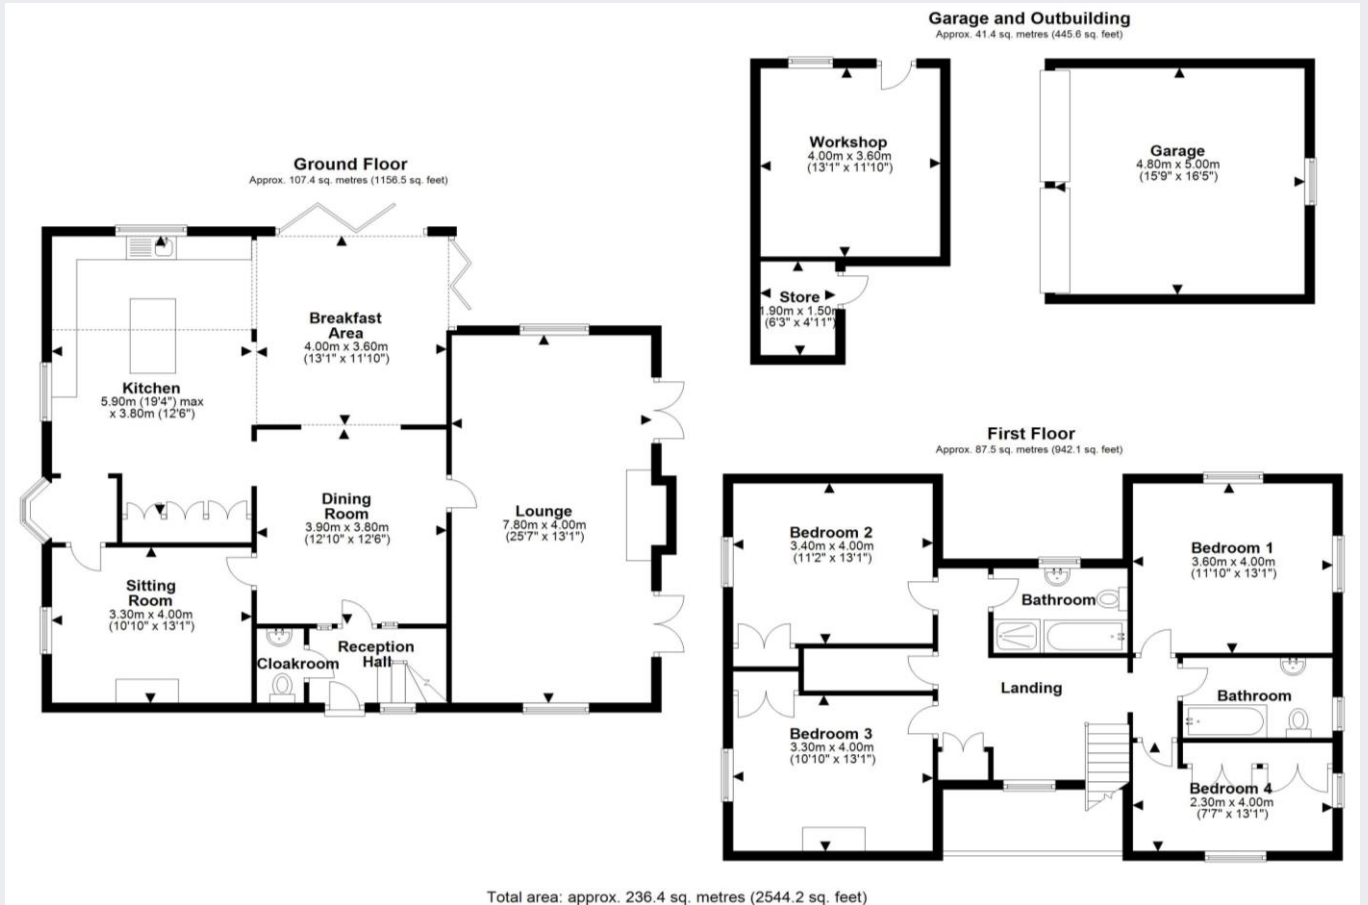 Garage and Outbuilding
Approx. 41.4 sq. metres (445.6 sq. feet)
Workshop
4.00m x 3.60m
(13'1" x 11'10")
Garage
4.80m x 5.00m
(15'9" x 16'5")
Store
1.90m x 1.50m
(6'3" x 4'11")
Ground Floor
Approx. 107.4 sq. metres (1156.5 sq. feet)
Breakfast
Area
4.00m x 3.60m
(13'1" x 11'10")
Kitchen
5.90m (19'4") max
x 3.80m (12'6")
Dining
Room
3.90m x 3.80m
(12'10" x 12'6")
Lounge
7.80m x 4.00m
(25'7" x 13'1")
Sitting
Room
3.30m x 4.00m
(10'10" x 13'1")
Cloakroom
Reception
Hall
First Floor
Approx. 87.5 sq. metres (942.1 sq. feet)
Bedroom 2
3.40m x 4.00m
(11'2" x 13'1")
Bedroom 1
3.60m x 4.00m
(11'10" x 13'1")
Bathroom
Landing
Bathroom
Bedroom 3
3.30m x 4.00m
(10'10" x 13'1")
Bedroom 4
2.30m x 4.00m
(7'7" x 13'1")
Total area: approx. 236.4 sq. metres (2544.2 sq. feet)